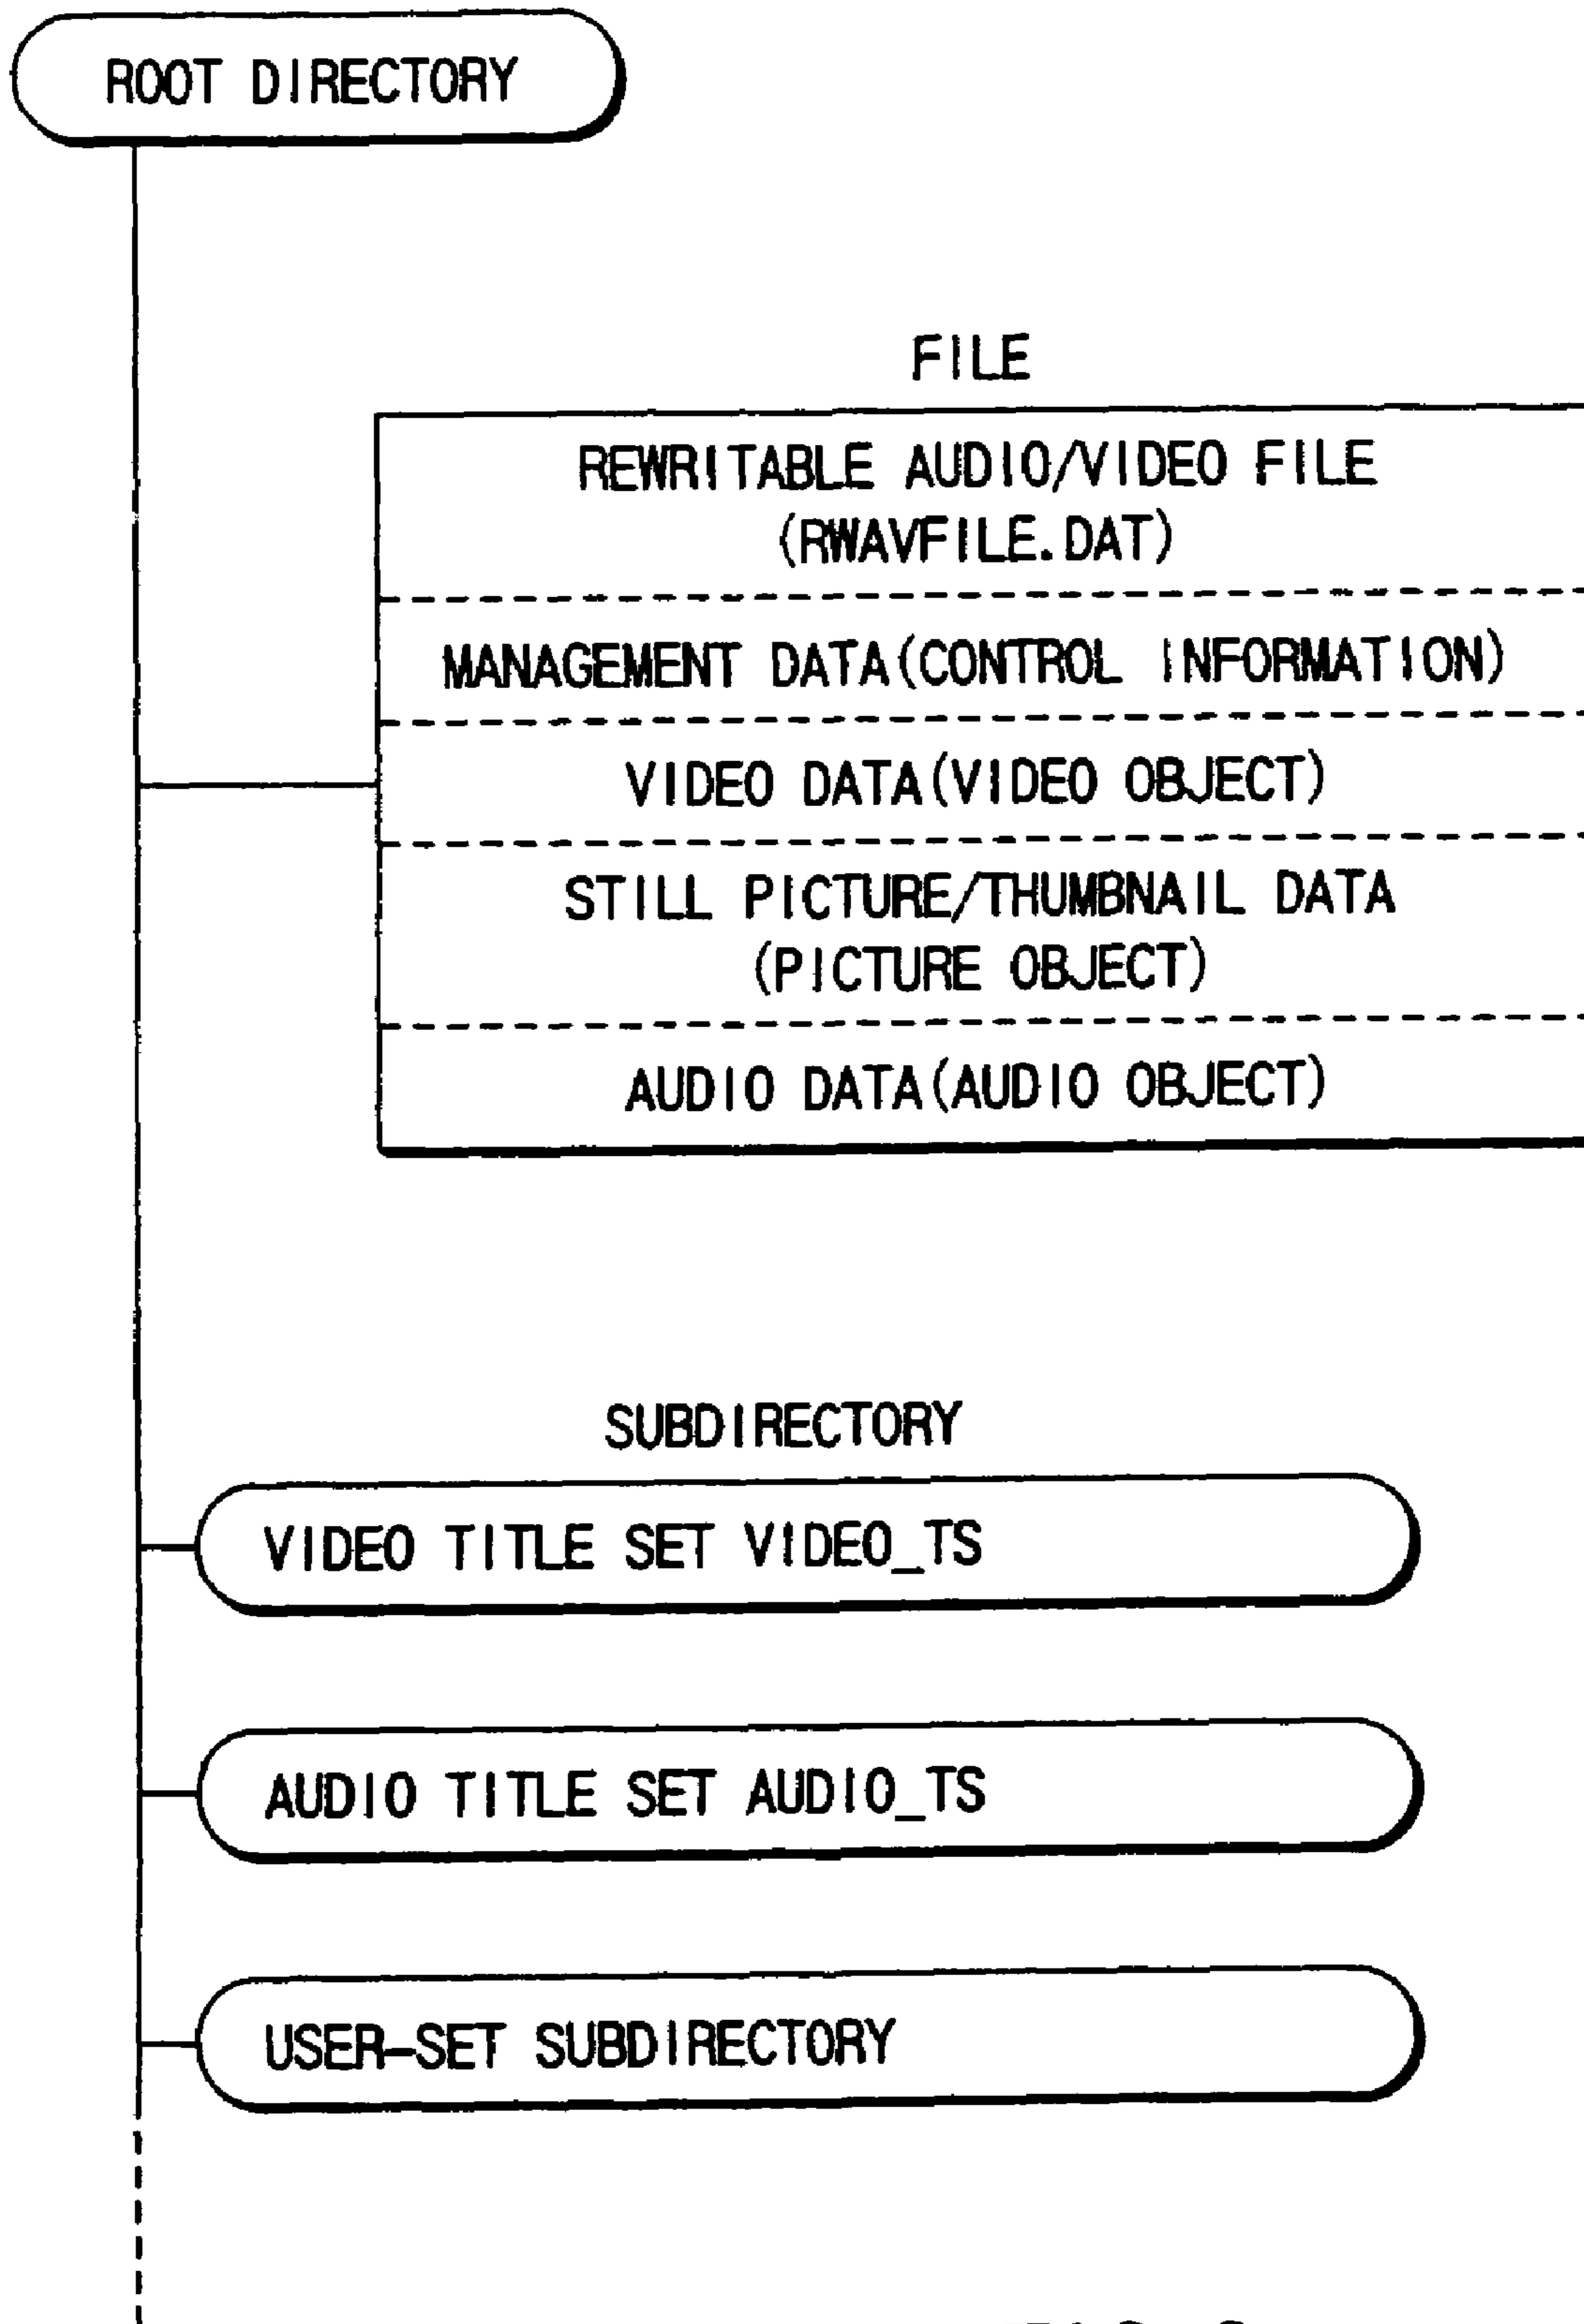 ROOT DIRECTORY
FILE
REWRITABLE AUDIO/VIDEO FILE
(RWAVFILE.DAT)
MANAGEMENT DATA(CONTROL INFORMATION)
VIDEO DATA(VIDEO OBJECT)
STILL PICTURE/THUMBNAIL DATA
(PICTURE OBJECT)
AUDIO DATA(AUDIO OBJECT)
SUBDIRECTORY
VIDEO TITLE SET VIDEO_TS
AUDIO TITLE SET AUDIO_TS
USER-SET SUBDIRECTORY